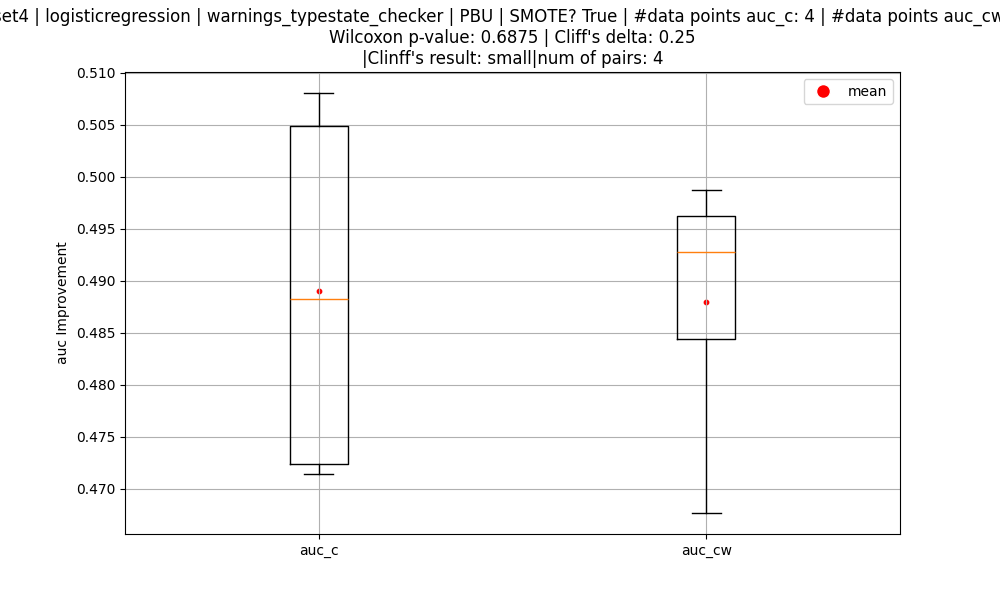 set4 | logisticregression | warnings_typestate_checker | PBU | SMOTE? True | #data points auc_c: 4 | #data points auc_cw
Wilcoxon p-value: 0.6875 | Cliff's delta: 0.25
|Clinff's result: small|num of pairs: 4
mean
0.510
0.505
0.500
0.495
0.490
0.485
0.480
0.475
0.470
auc Improvement
auc_c
auc_cw